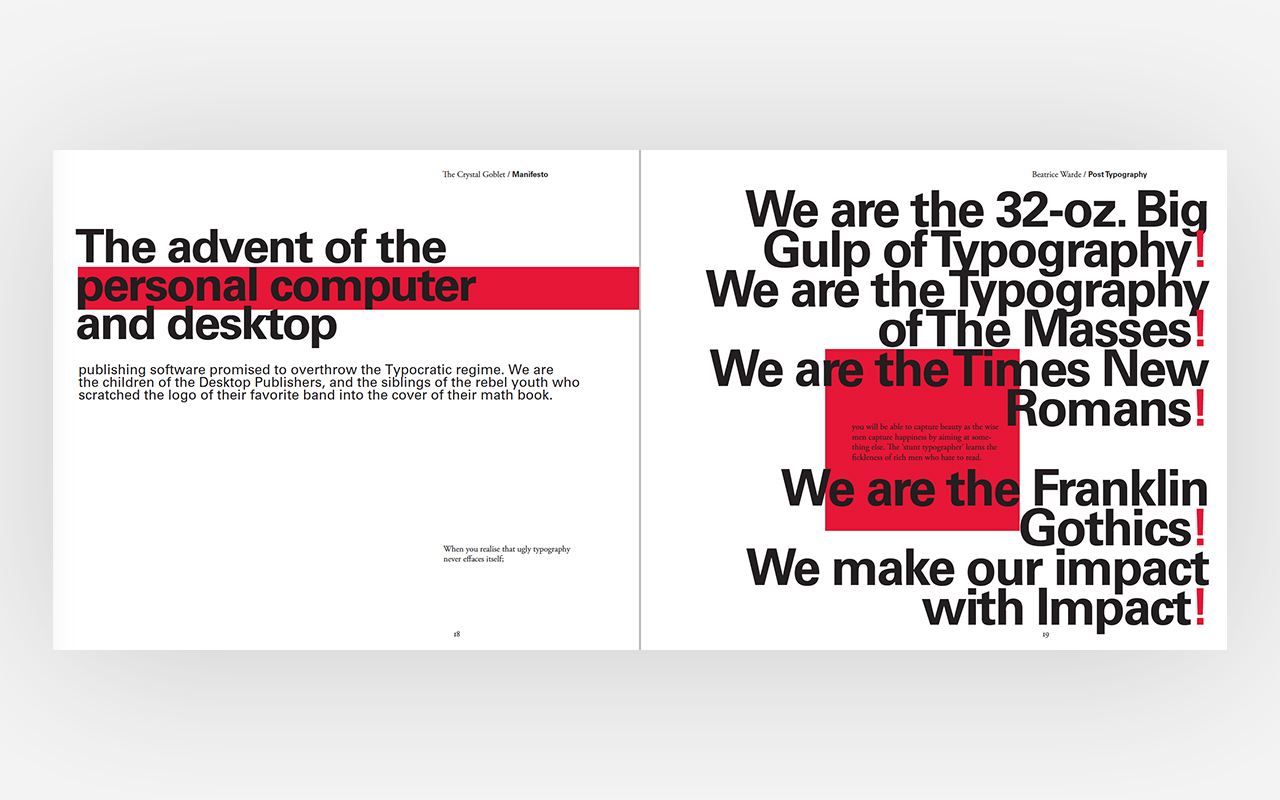 The Crystal Goblet / Manifesto
The advent of the
personal computer
and desktop
publishing software promised to overthrow the Typocratic regime. We are
the children of the Desktop Publishers, and the siblings of the rebel youth who
scratched the logo of their favorite band into the cover of their math book.
When you realise that ugly typography
never effaces itself;
18
Beatrice Warde / Post Typography
We are the 32-oz. Big
Gulp of Typography!
We are the Typography
of The Masses!
We are the Times New
Romans!
you will be able to capture beauty as the wise
men capture happiness by aiming at some-
thing else. The 'stunt typographer' learns the
fickleness of rich men who hate to read.
We are the Franklin
Gothics!
We make our impact
with Impact!
19